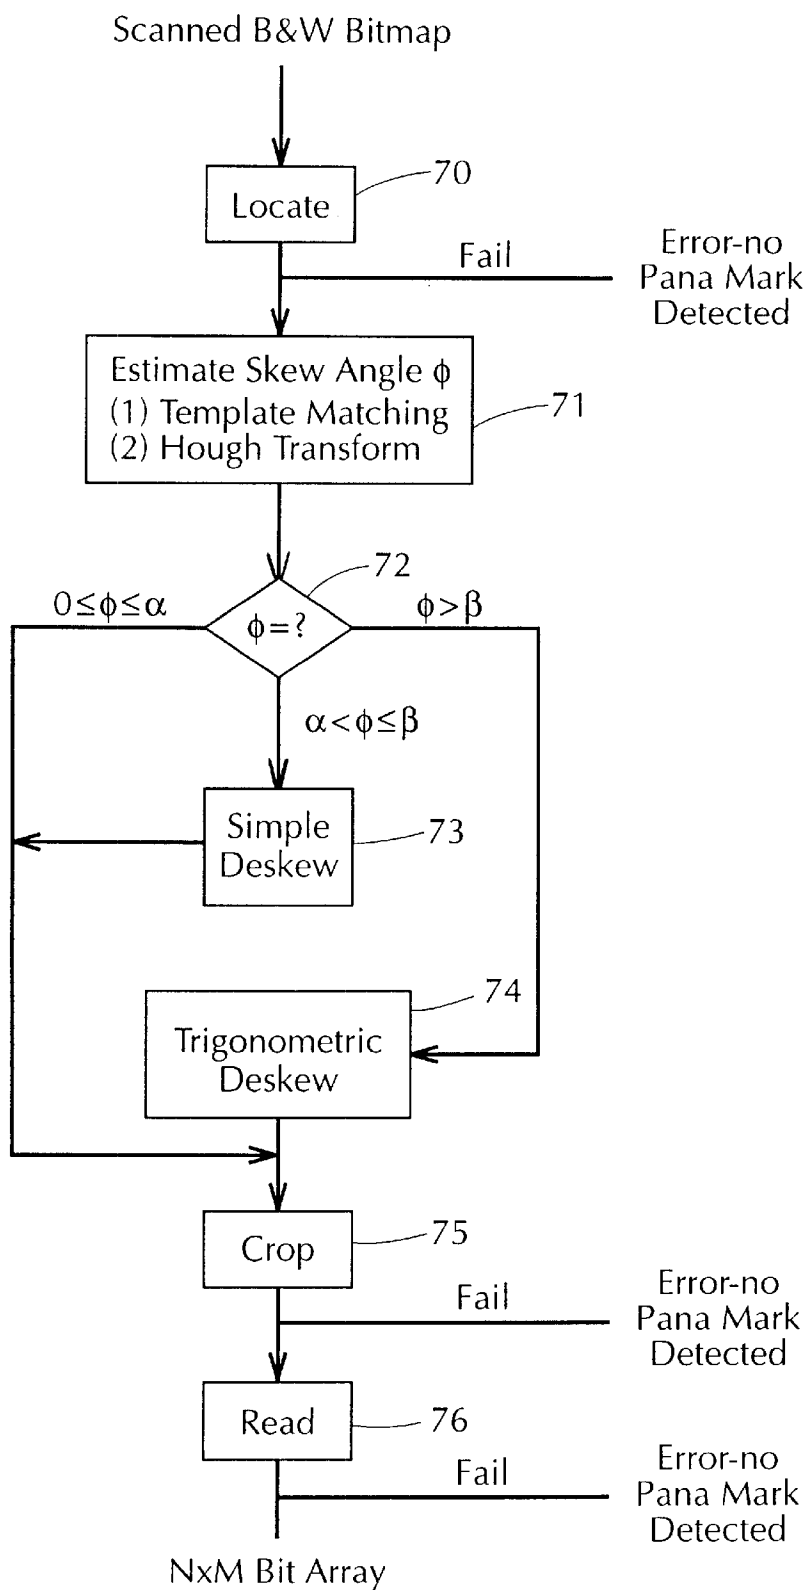 Scanned B&W Bitmap
70
Locate
Fail
Error-no
Pana Mark
Detected
Estimate Skew Angle ϕ
(1) Template Matching
(2) Hough Transform
71
72
0≤ϕ≤α
ϕ=?
ϕ>β
α<ϕ≤β
Simple
Deskew
73
74
Trigonometric
Deskew
75
Crop
Fail
Error-no
Pana Mark
Detected
Read
76
Fail
Error-no
Pana Mark
Detected
NxM Bit Array